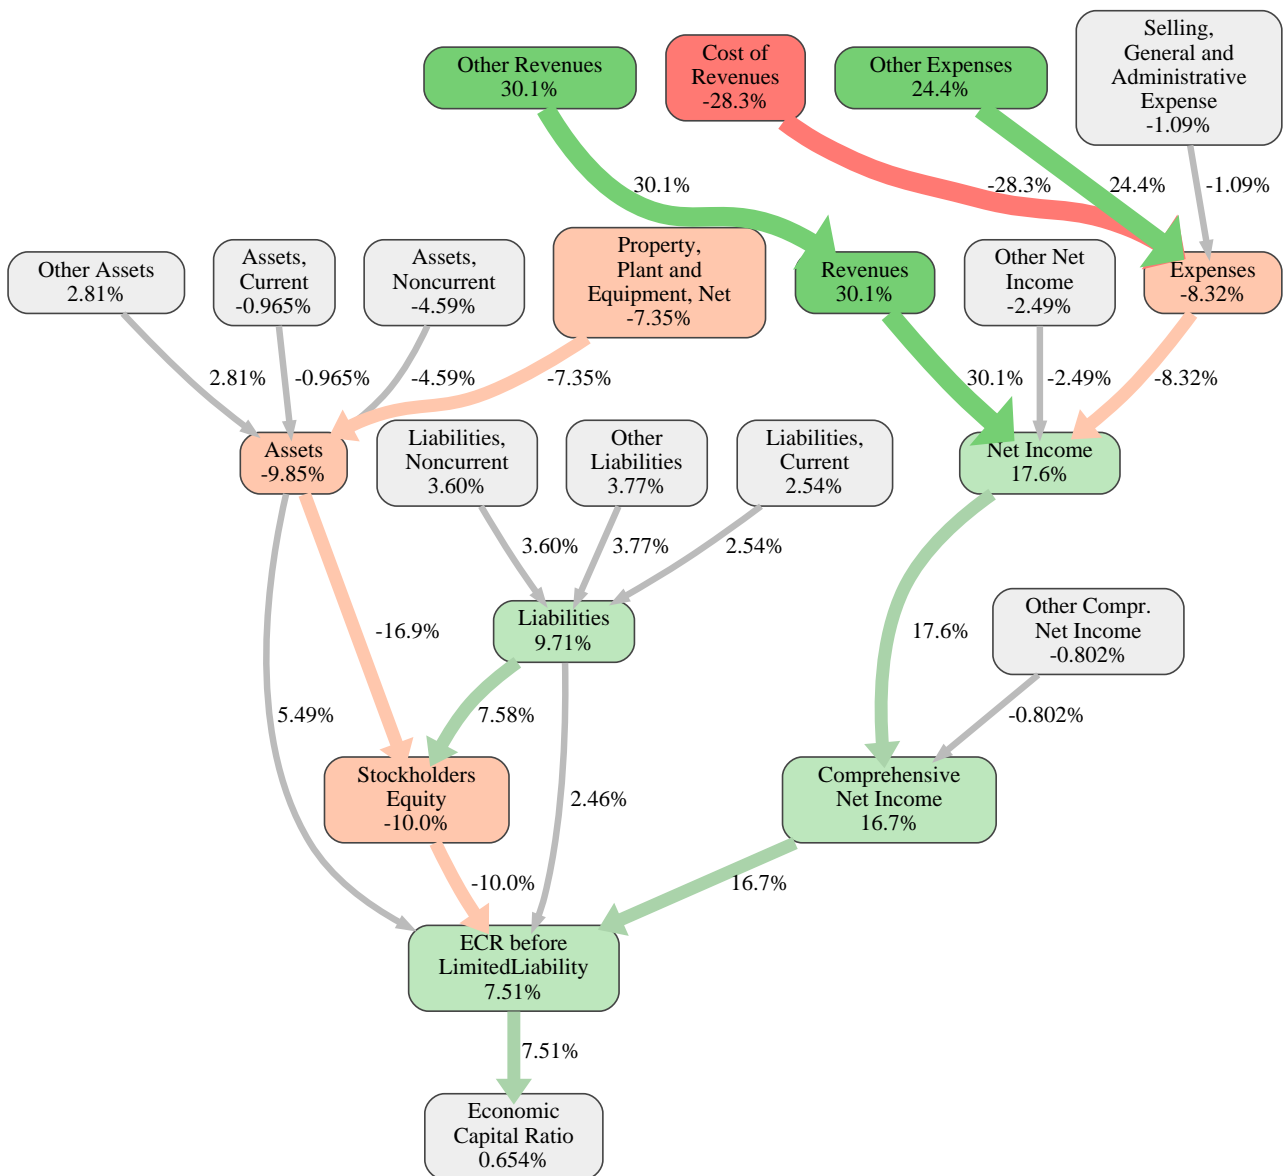 Selling,
General and
Administrative
Expense
-1.09%
Other Revenues
30.1%
Cost of
Revenues
-28.3%
Other Expenses
24.4%
30.1%
-28.3%
24.4%
-1.09%
Other Assets
2.81%
Assets,
Current
-0.965%
Assets,
Noncurrent
-4.59%
Property,
Plant and
Equipment, Net
-7.35%
Revenues
30.1%
Other Net
Income
-2.49%
Expenses
-8.32%
2.81%
-0.965%
-4.59%
-7.35%
30.1%
-2.49%
-8.32%
Assets
-9.85%
Liabilities,
Noncurrent
3.60%
Other
Liabilities
3.77%
Liabilities,
Current
2.54%
Net Income
17.6%
3.60%
3.77%
2.54%
Liabilities
9.71%
Other Compr.
Net Income
-0.802%
-16.9%
17.6%
5.49%
7.58%
-0.802%
Stockholders
Equity
-10.0%
2.46%
Comprehensive
Net Income
16.7%
-10.0%
16.7%
ECR before
LimitedLiability
7.51%
7.51%
Economic
Capital Ratio
0.654%